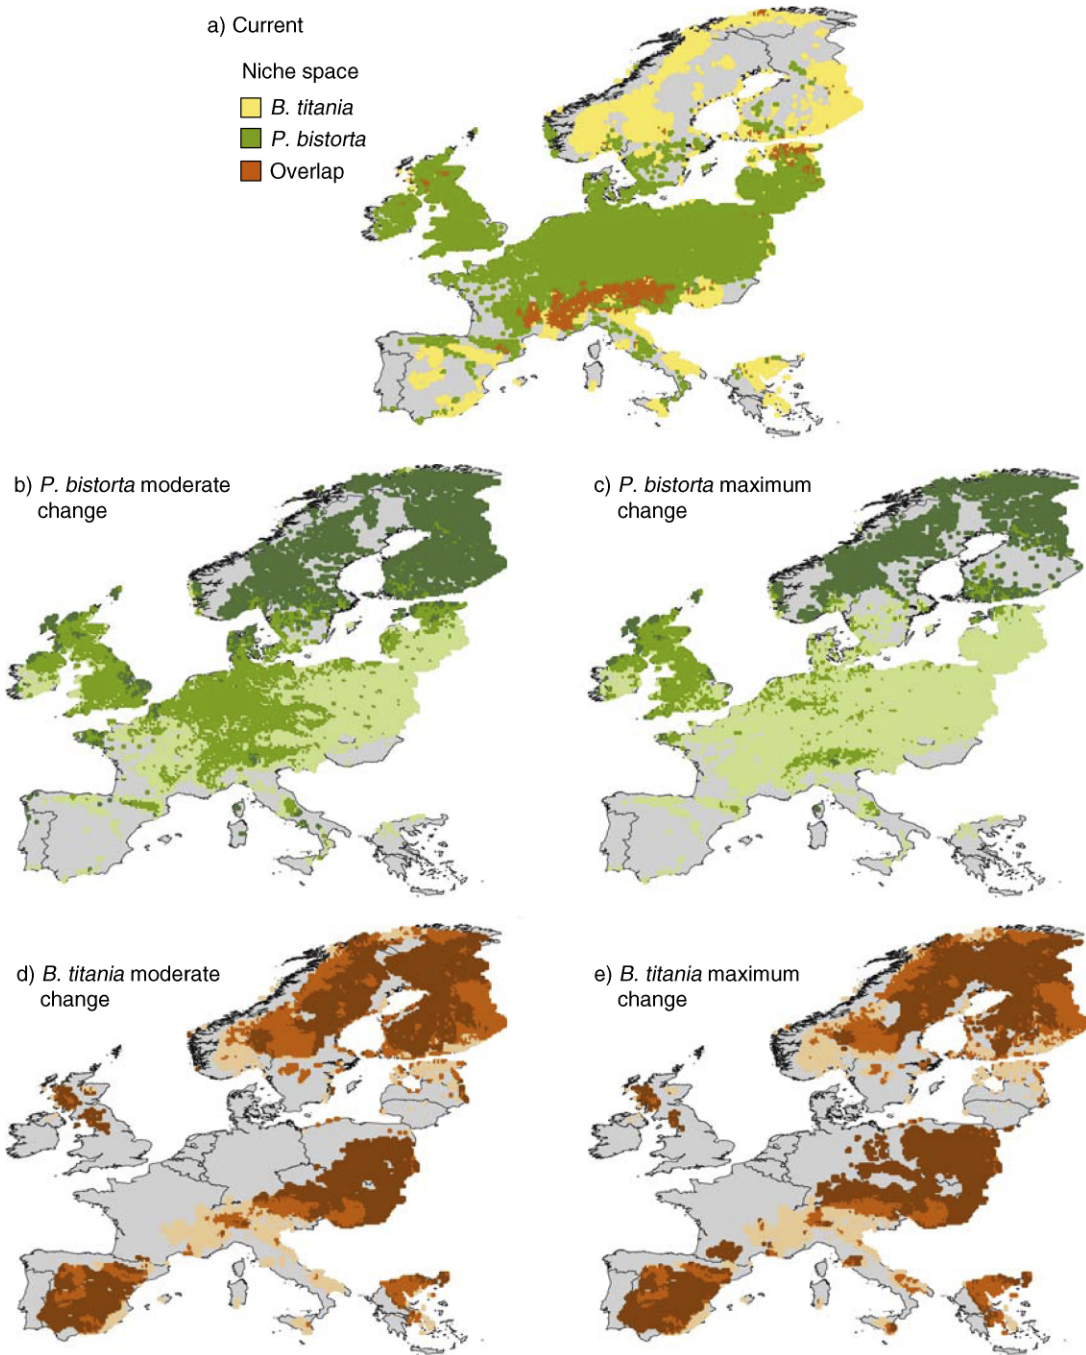 a) Current
Niche space
B. titania
P. bistorta
Overlap
b) P. bistorta moderate
change
c) P. bistorta maximum
change
d) B. titania moderate
change
e) B. titania maximum
change